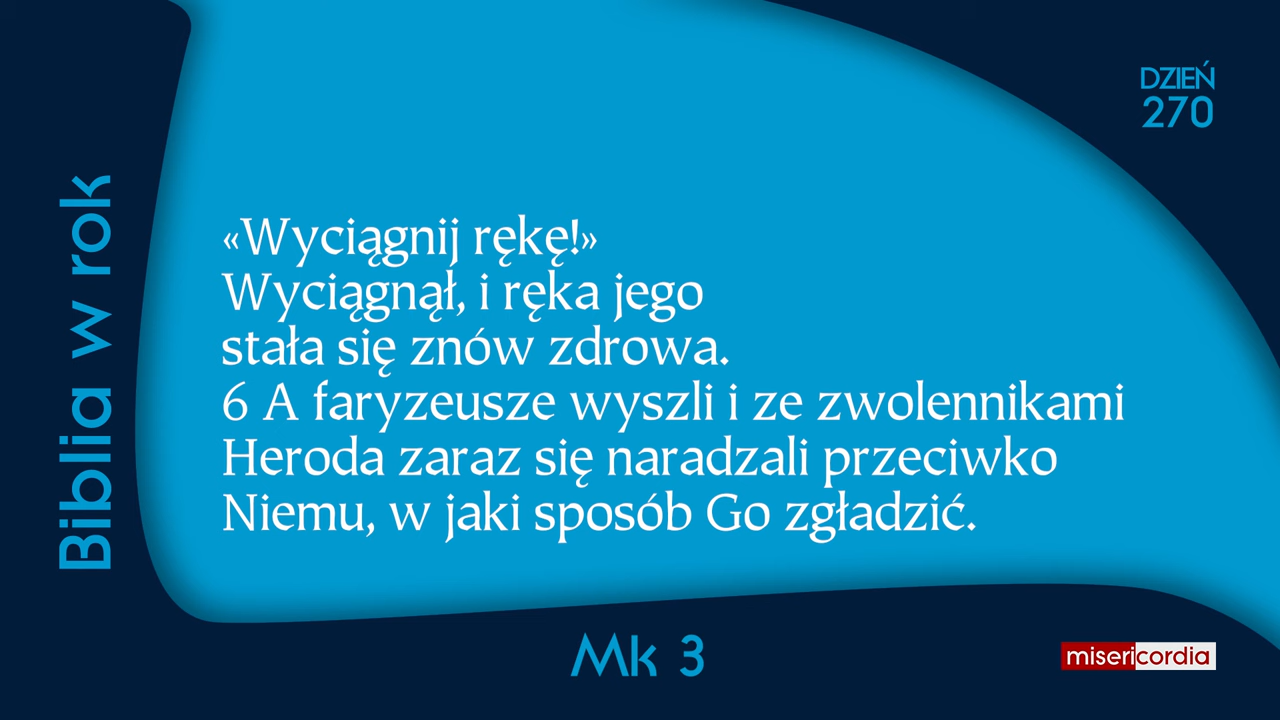 DZIEŃ
270
Biblia w rok
«Wyciągnij rękę!»
Wyciągnął, i ręka jego
stała się znów zdrowa.
6 A faryzeusze wyszli i ze zwolennikami
Heroda zaraz się naradzali przeciwko
Niemu, w jaki sposób Go zgładzić.
Mk 3
misericordia